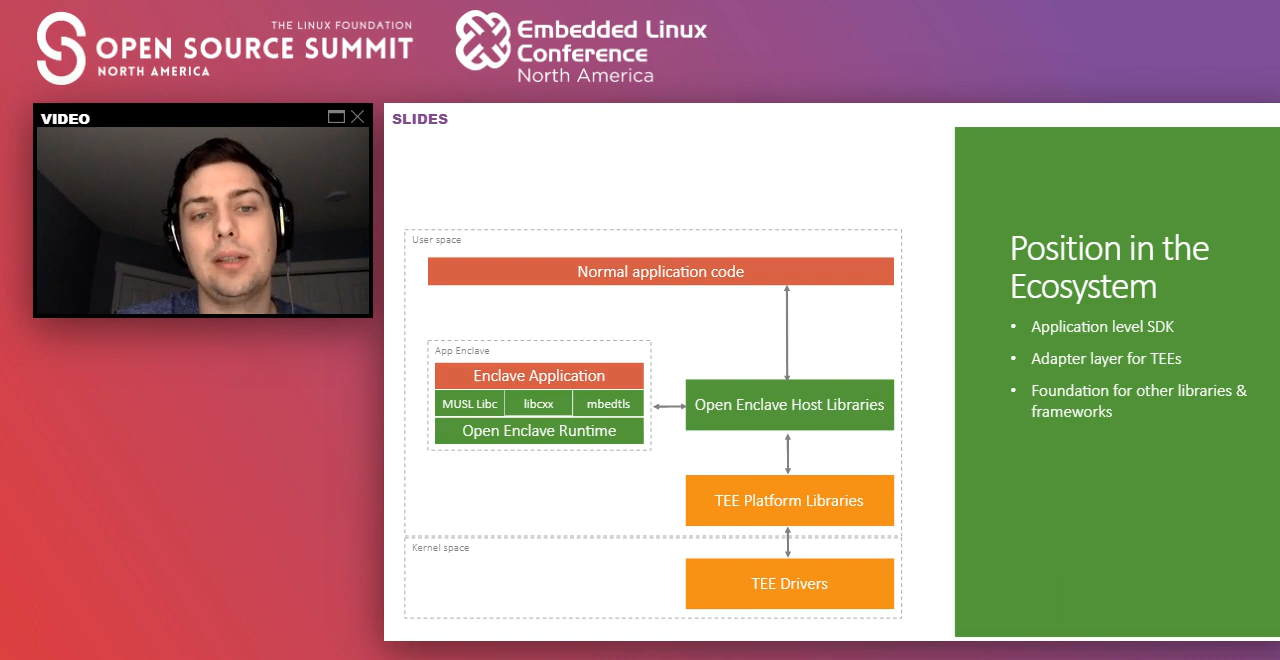 THE LINUX FOUNDATION
OPEN SOURCE SUMMIT
NORTH AMERICA
Embedded Linux
Conference
North America
VIDEO
SLIDES
User space
Normal application code
App Enclave
Enclave Application
MUSL Libc libcxx mbedtls
Open Enclave Runtime
Open Enclave Host Libraries
TEE Platform Libraries
Kernel space
TEE Drivers
Position in the
Ecosystem
• Application level SDK
• Adapter layer for TEEs
• Foundation for other libraries &
frameworks